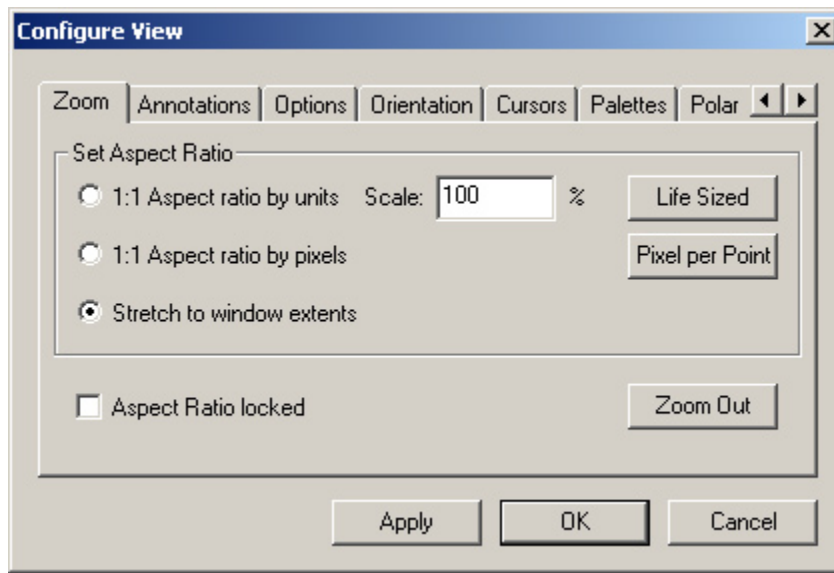 Configure View
Zoom Annotations Options Orientation Cursors Palettes Polar
Set Aspect Ratio
1:1 Aspect ratio by units Scale: 100 % Life Sized
1:1 Aspect ratio by pixels Pixel per Point
Stretch to window extents
Aspect Ratio locked Zoom Out
Apply OK Cancel